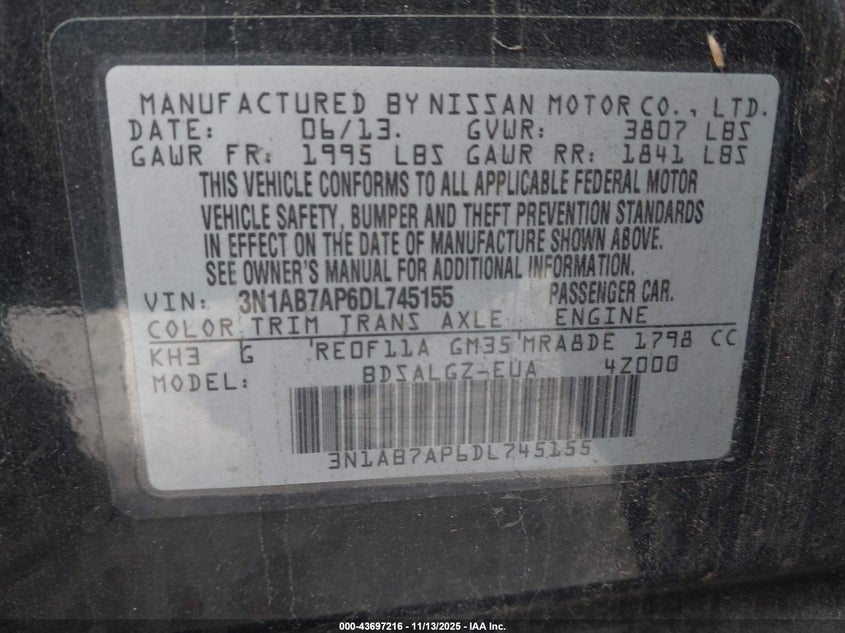 MANUFACTURED BY NISSAN MOTOR CO., LTD.
DATE: 06/13. GVWR: 3807 LBS
GAWR FR: 1995 LBS GAWR RR: 1841 LBS
THIS VEHICLE CONFORMS TO ALL APPLICABLE FEDERAL MOTOR
VEHICLE SAFETY, BUMPER AND THEFT PREVENTION STANDARDS
IN EFFECT ON THE DATE OF MANUFACTURE SHOWN ABOVE.
SEE OWNER'S MANUAL FOR ADDITIONAL INFORMATION.
VIN: 3N1AB7AP6DL745155 PASSENGER CAR.
COLOR TRIM TRANS AXLE ENGINE
KH3 G RE0F11A GM35 MRA8DE 1798 CC
MODEL: BDSALGZ-EUA 4Z000
3N1AB7AP6DL745155
000-43697216 - 11/13/2025 - IAA Inc.